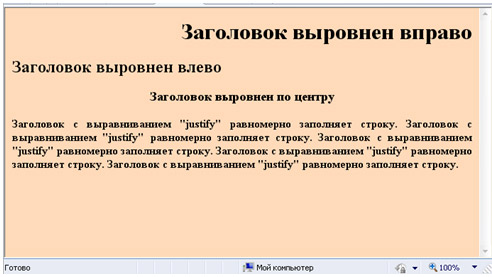 Заголовок выровнен вправо
Заголовок выровнен влево
Заголовок выровнен по центру
Заголовок с выравниванием "justify" равномерно заполняет строку. Заголовок с
выравниванием "justify" равномерно заполняет строку. Заголовок с выравниванием
"justify" равномерно заполняет строку. Заголовок с выравниванием "justify" равномерно
заполняет строку. Заголовок с выравниванием "justify" равномерно заполняет строку.
Готово Мой компьютер 100%